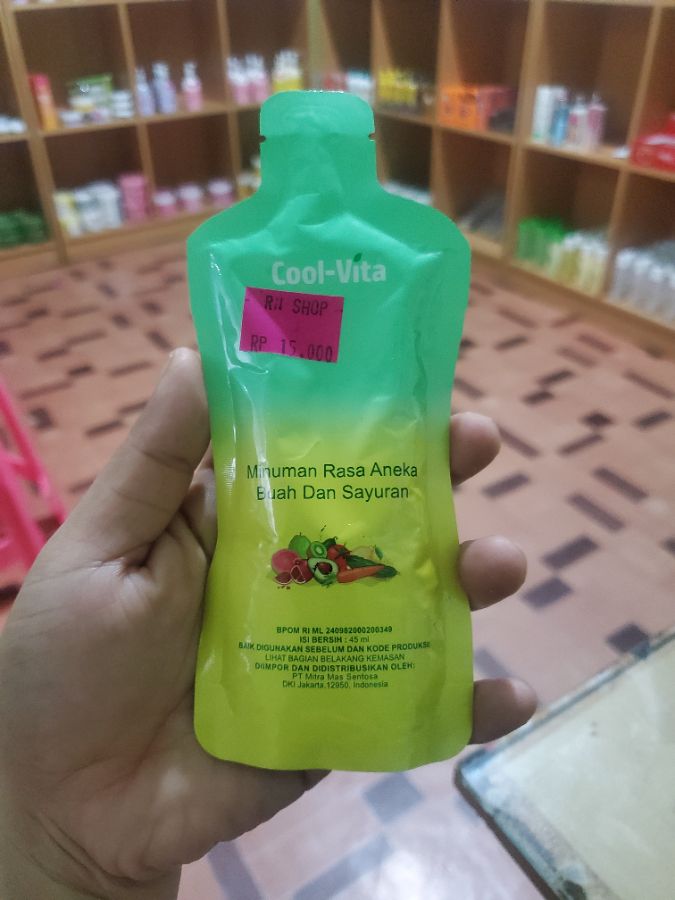 Cool-Vita
RN SHOP
RP 15.000
Minuman Rasa Aneka
Buah Dan Sayuran
BPOM RI ML 240982000200349
ISI BERSIH : 45 ml
BAIK DIGUNAKAN SEBELUM DAN KODE PRODUKSI
LIHAT BAGIAN BELAKANG KEMASAN
DIIMPOR DAN DIDISTRIBUSIKAN OLEH:
PT Mitra Mas Sentosa
DKI Jakarta,12950, Indonesia